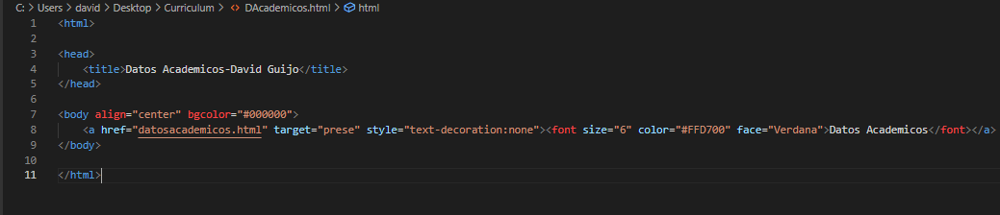 C: > Users > david > Desktop > Curriculum > <> DAcademicos.html > html
1 <html>
2
3 <head>
4 <title>Datos Academicos-David Guijo</title>
5 </head>
6
7 <body align="center" bgcolor="#000000">
8 <a href="datosacademicos.html" target="prese" style="text-decoration:none"><font size="6" color="#FFD700" face="Verdana">Datos Academicos</font></a>
9 </body>
10
11 </html>